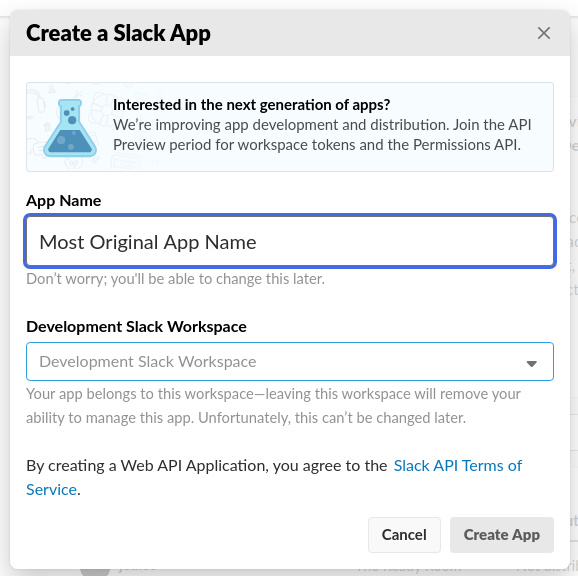 Create a Slack App
Interested in the next generation of apps?
We’re improving app development and distribution. Join the API
Preview period for workspace tokens and the Permissions API.
App Name
Most Original App Name
Don’t worry; you’ll be able to change this later.
Development Slack Workspace
Development Slack Workspace
Your app belongs to this workspace—leaving this workspace will remove your
ability to manage this app. Unfortunately, this can’t be changed later.
By creating a Web API Application, you agree to the Slack API Terms of
Service.
Cancel
Create App